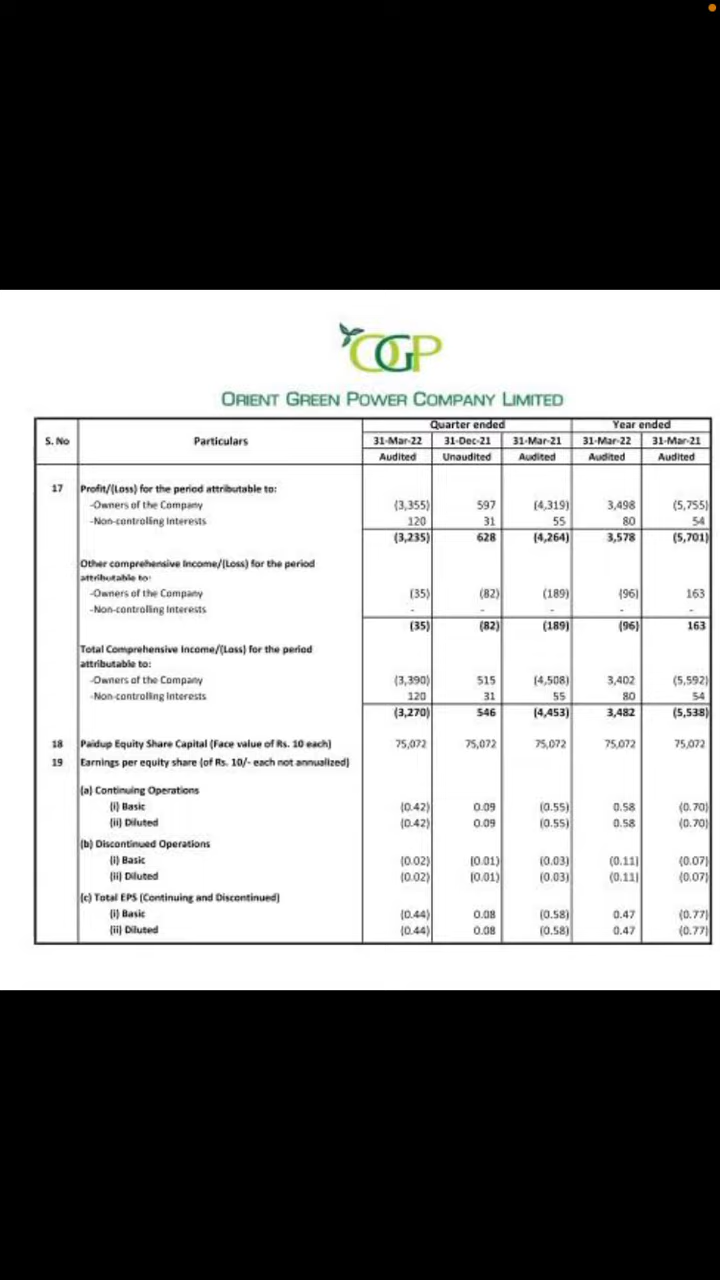 OGP
ORIENT GREEN POWER COMPANY LIMITED
S. No Particulars Quarter ended Year ended
31-Mar-22 31-Dec-21 31-Mar-21 31-Mar-22 31-Mar-21
Audited Unaudited Audited Audited Audited
17 Profit/(Loss) for the period attributable to:
-Owners of the Company (3,355) 597 (4,319) 3,498 (5,755)
-Non-controlling Interests 120 31 55 80 54
(3,235) 628 (4,264) 3,578 (5,701)
Other comprehensive Income/(Loss) for the period
attributable to:
-Owners of the Company (35) (82) (189) (96) 163
-Non-controlling Interests - - - - -
(35) (82) (189) (96) 163
Total Comprehensive Income/(Loss) for the period
attributable to:
-Owners of the Company (3,390) 515 (4,508) 3,402 (5,592)
-Non-controlling Interests 120 31 55 80 54
(3,270) 546 (4,453) 3,482 (5,538)
18 Paidup Equity Share Capital (Face value of Rs. 10 each) 75,072 75,072 75,072 75,072 75,072
19 Earnings per equity share (of Rs. 10/- each not annualized)
(a) Continuing Operations
(i) Basic (0.42) 0.09 (0.55) 0.58 (0.70)
(ii) Diluted (0.42) 0.09 (0.55) 0.58 (0.70)
(b) Discontinued Operations
(i) Basic (0.02) (0.01) (0.03) (0.11) (0.07)
(ii) Diluted (0.02) (0.01) (0.03) (0.11) (0.07)
(c) Total EPS (Continuing and Discontinued)
(i) Basic (0.44) 0.08 (0.58) 0.47 (0.77)
(ii) Diluted (0.44) 0.08 (0.58) 0.47 (0.77)